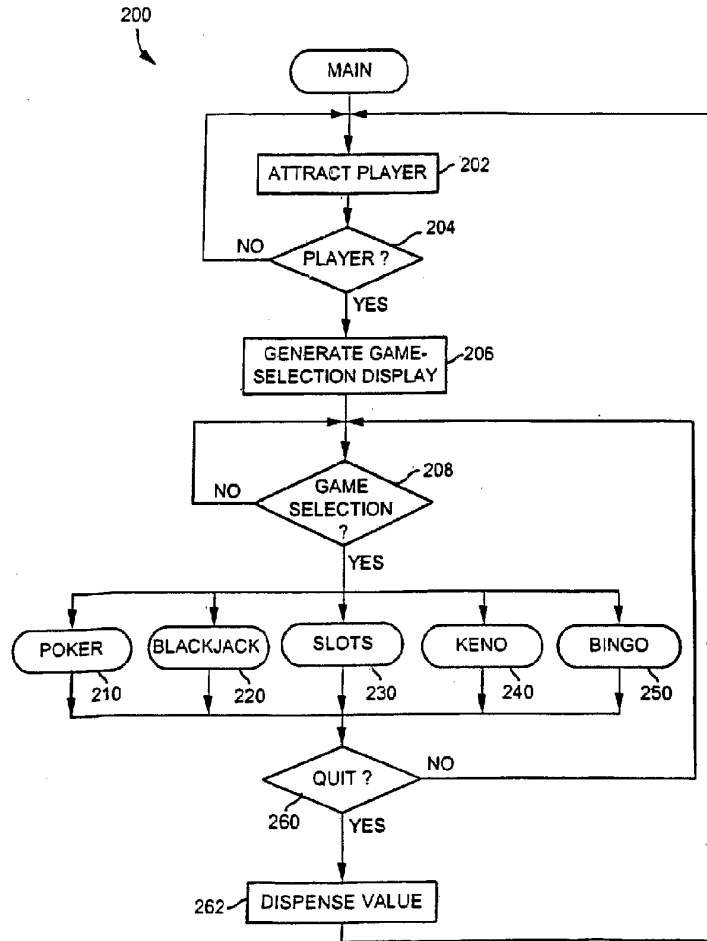 200
MAIN
ATTRACT PLAYER
202
204
NO
PLAYER ?
YES
GENERATE GAME-
SELECTION DISPLAY
206
208
NO
GAME
SELECTION
?
YES
POKER
BLACKJACK
SLOTS
KENO
BINGO
210
220
230
240
250
QUIT ?
NO
260
YES
262
DISPENSE VALUE